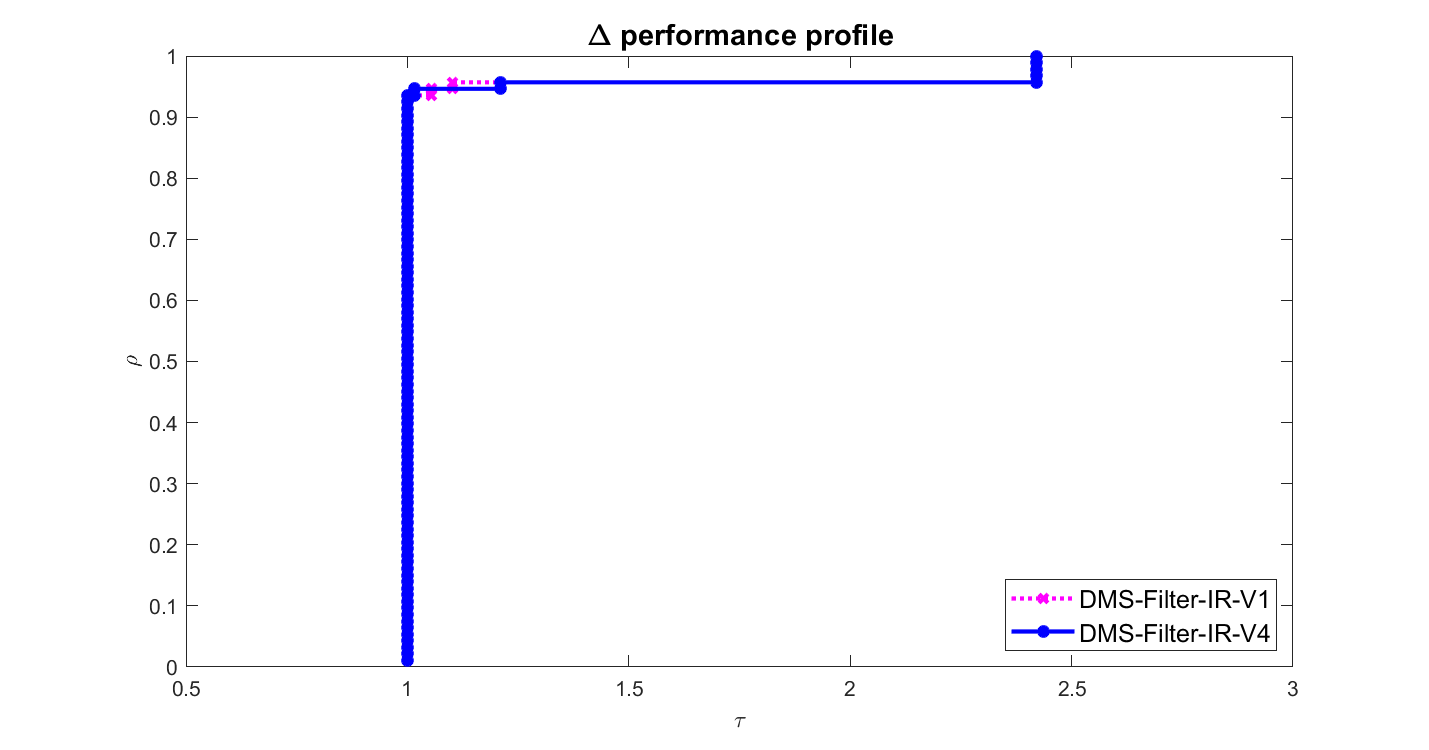 Δ performance profile
1
0.9
0.8
0.7
0.6
0.5
0.4
0.3
0.2
0.1
0
ρ
0.5 1 1.5 2 2.5 3
τ
DMS-Filter-IR-V1
DMS-Filter-IR-V4